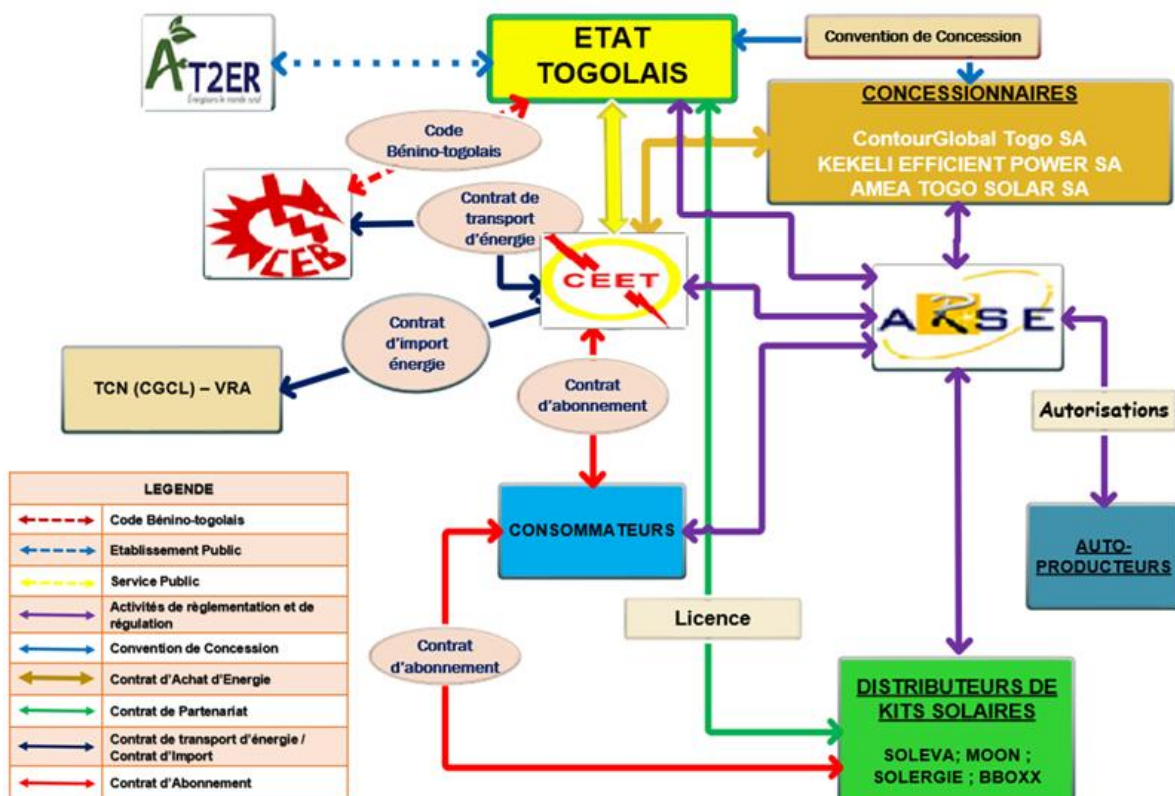 ETAT
TOGOLAIS
Convention de Concession
AT2ER
CONCESSIONNAIRES
ContourGlobal Togo SA
KEKELI EFFICIENT POWER SA
AMEA TOGO SOLAR SA
Code
Bénino-togolais
Contrat de
transport
d'énergie
CEB
CEET
ARSE
Contrat
d'import
énergie
TCN (CGCL) – VRA
Contrat
d'abonnement
Autorisations
CONSOMMATEURS
AUTO-
PRODUCTEURS
Licence
Contrat
d'abonnement
DISTRIBUTEURS DE
KITS SOLAIRES
SOLEVA; MOON ;
SOLERGIE ; BBOXX
LEGENDE
Code Bénino-togolais
Etablissement Public
Service Public
Activités de règlementation et de
régulation
Convention de Concession
Contrat d'Achat d'Energie
Contrat de Partenariat
Contrat de transport d'énergie /
Contrat d'Import
Contrat d'Abonnement